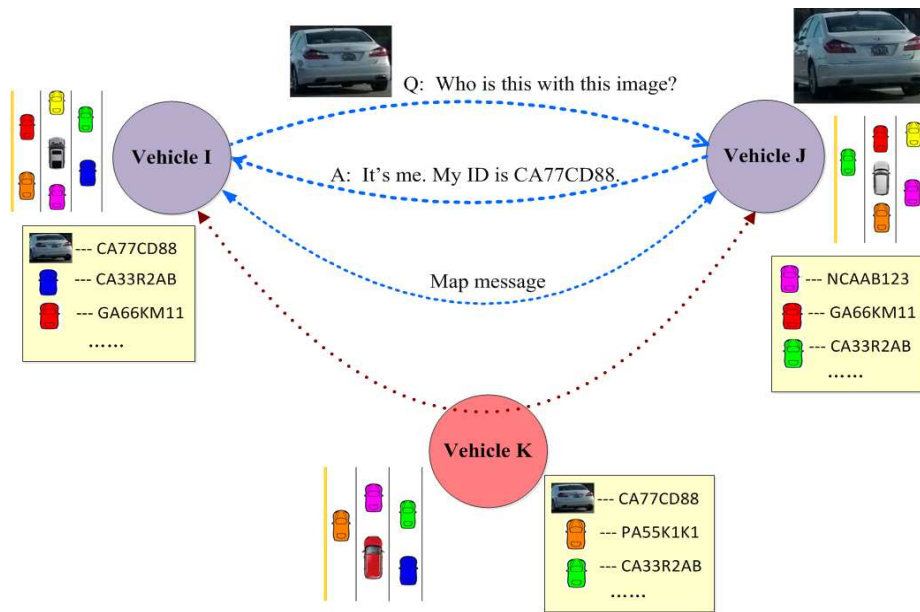 Q: Who is this with this image?
Vehicle I
Vehicle J
A: It's me. My ID is CA77CD88.
--- CA77CD88
--- CA33R2AB
--- GA66KM11
......
Map message
--- NCAAB123
--- GA66KM11
--- CA33R2AB
......
Vehicle K
--- CA77CD88
--- PA55K1K1
--- CA33R2AB
......